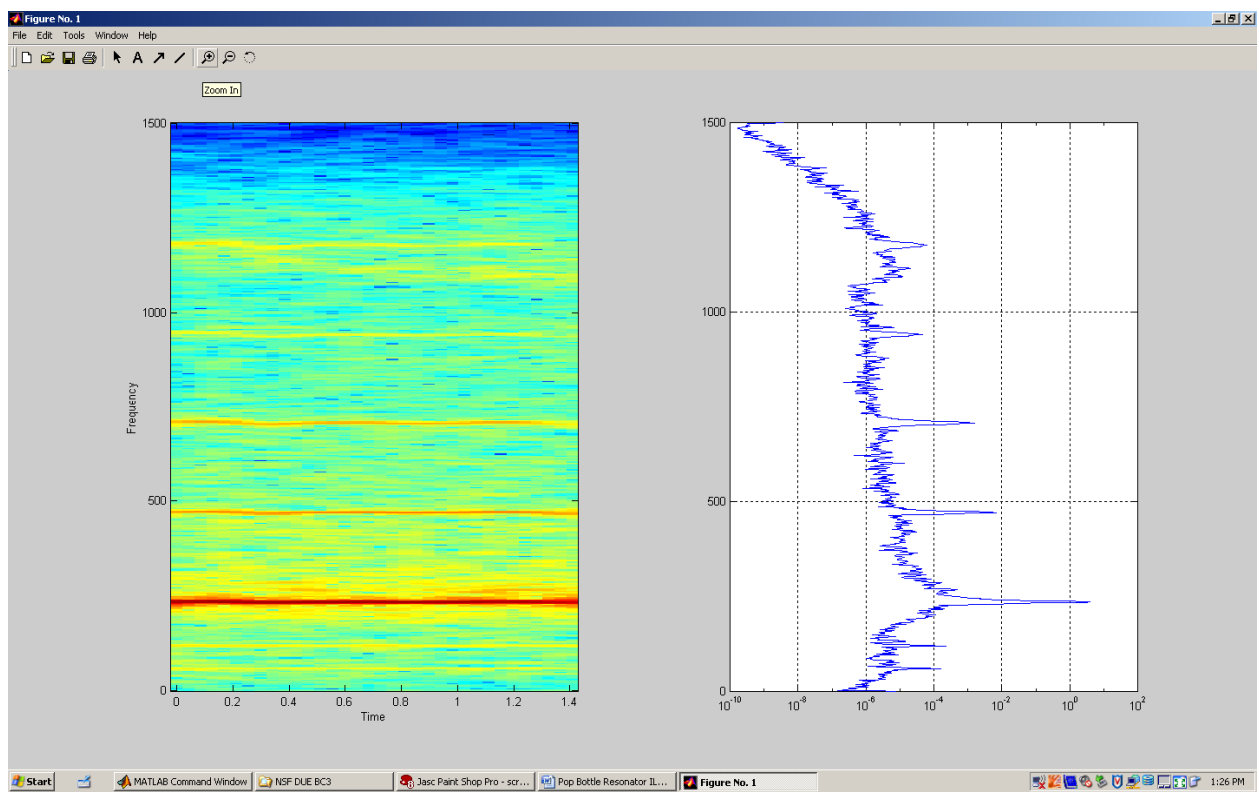 Figure No. 1
File Edit Tools Window Help
A
Zoom In
1500
1000
500
0
Frequency
0 0.2 0.4 0.6 0.8 1 1.2 1.4
Time
1500
1000
500
0
10^-10 10^-8 10^-6 10^-4 10^-2 10^0 10^2
Start MATLAB Command Window NSF DUE BC3 Jasc Paint Shop Pro - scr... Pop Bottle Resonator IL... Figure No. 1 1:26 PM